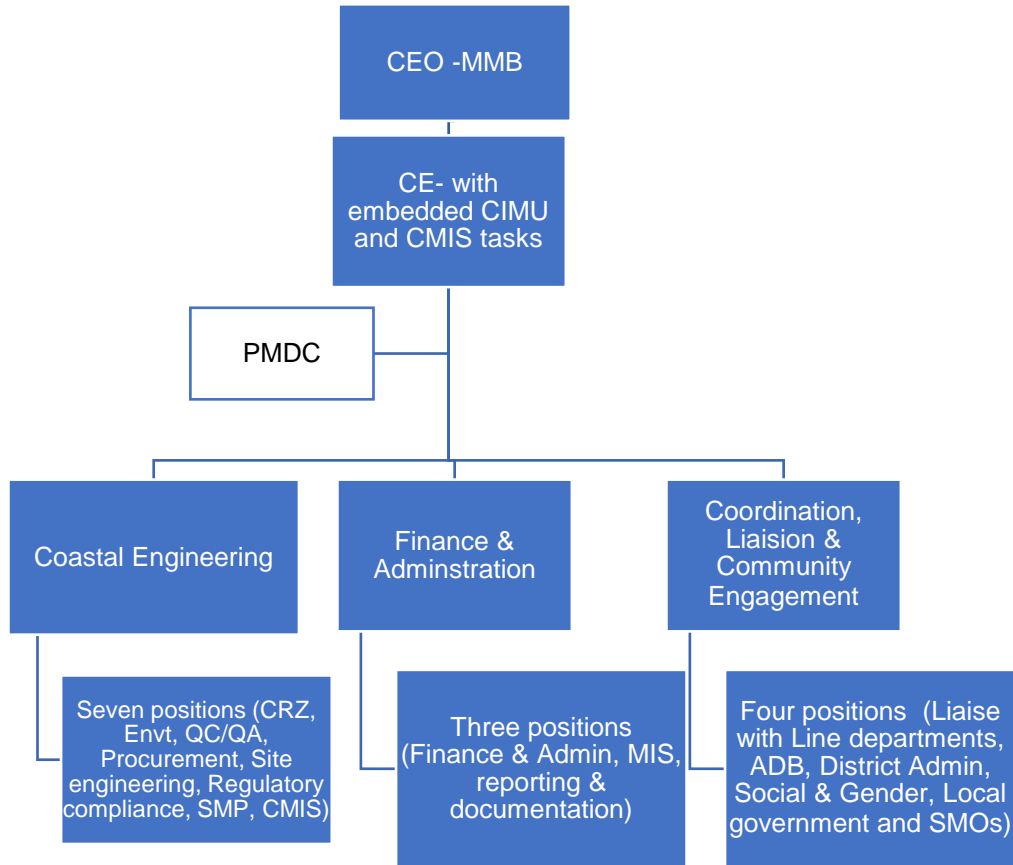 CEO -MMB
CE- with
embedded CIMU
and CMIS tasks
PMDC
Coastal Engineering
Finance &
Adminstration
Coordination,
Liaision &
Community
Engagement
Seven positions (CRZ,
Envt, QC/QA,
Procurement, Site
engineering, Regulatory
compliance, SMP, CMIS)
Three positions
(Finance & Admin, MIS,
reporting &
documentation)
Four positions (Liaise
with Line departments,
ADB, District Admin,
Social & Gender, Local
government and SMOs)